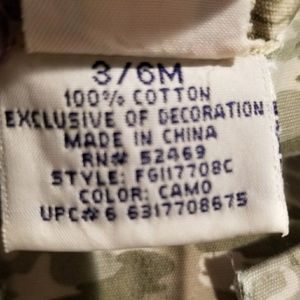 3/6M
100% COTTON
EXCLUSIVE OF DECORATION
MADE IN CHINA
RN# 52469
STYLE: FG117708C
COLOR: CAMO
UPC#6 6317708675